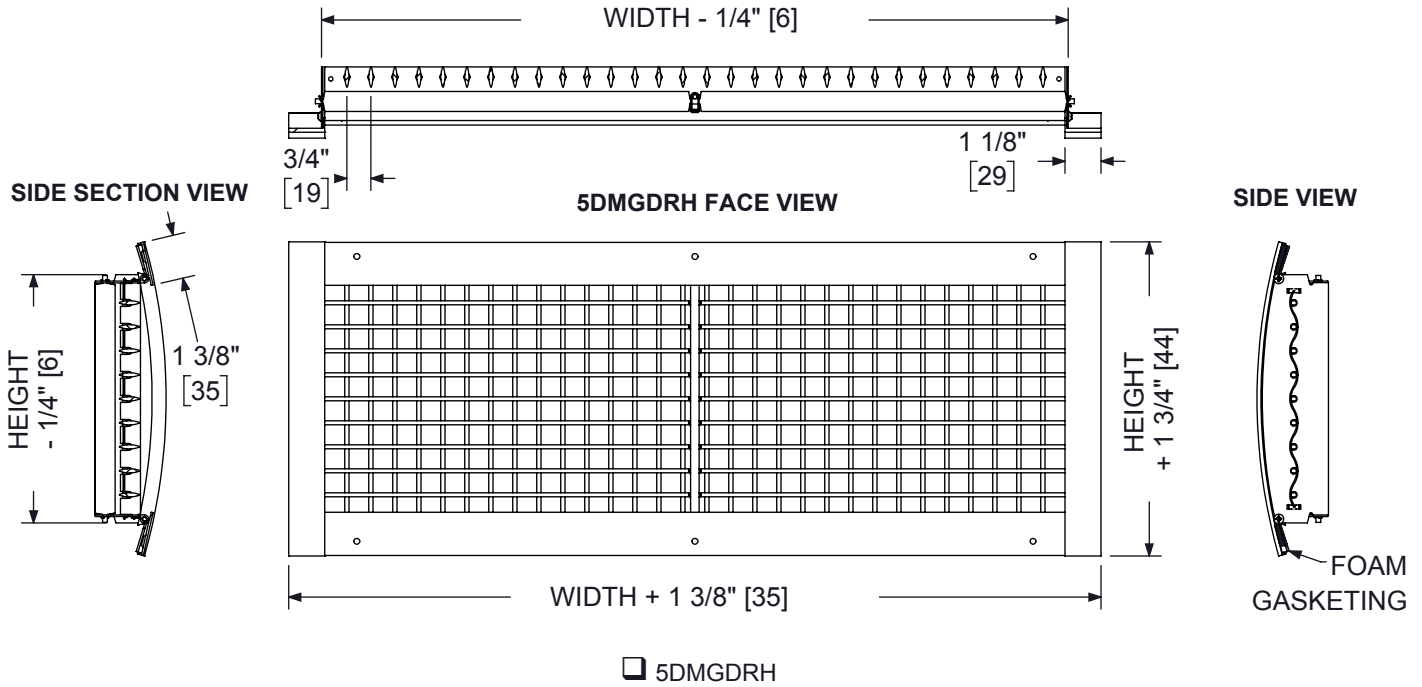 WIDTH - 1/4" [6]
3/4"
[19]
1 1/8"
[29]
SIDE SECTION VIEW
5DMGDRH FACE VIEW
SIDE VIEW
HEIGHT
- 1/4" [6]
1 3/8"
[35]
HEIGHT
+ 1 3/4" [44]
WIDTH + 1 3/8" [35]
FOAM
GASKETING
❑ 5DMGDRH